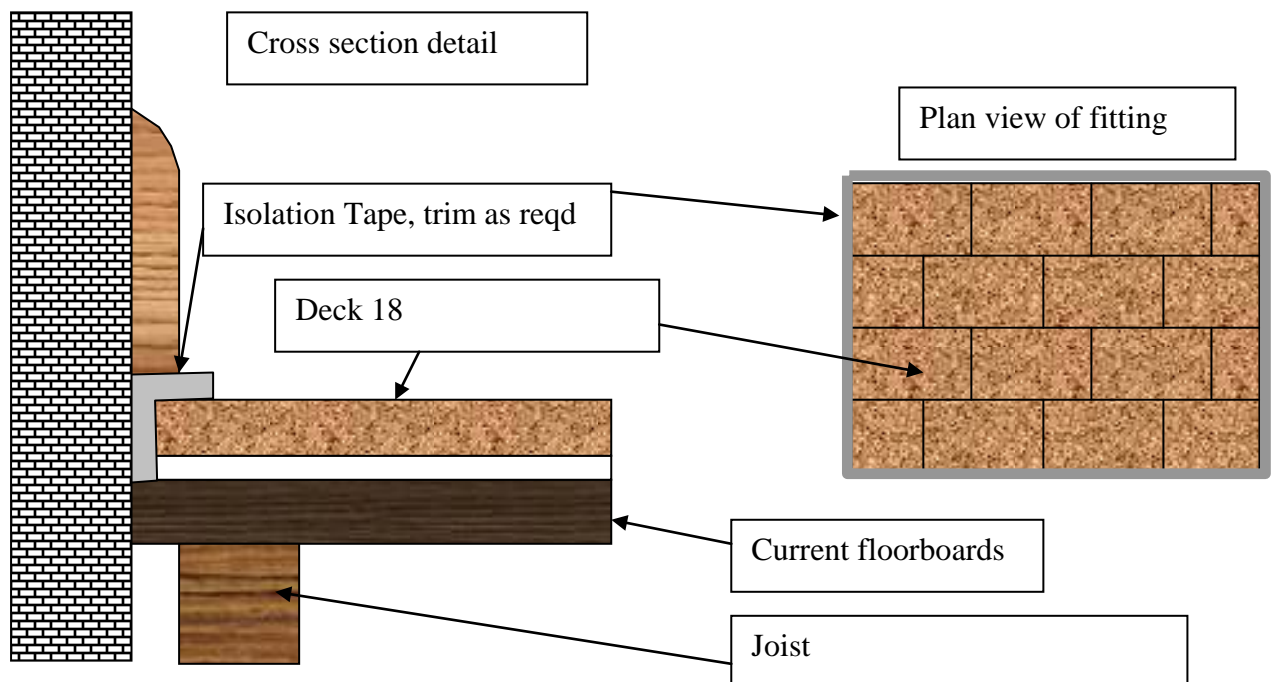 Cross section detail
Plan view of fitting
Isolation Tape, trim as reqd
Deck 18
Current floorboards
Joist